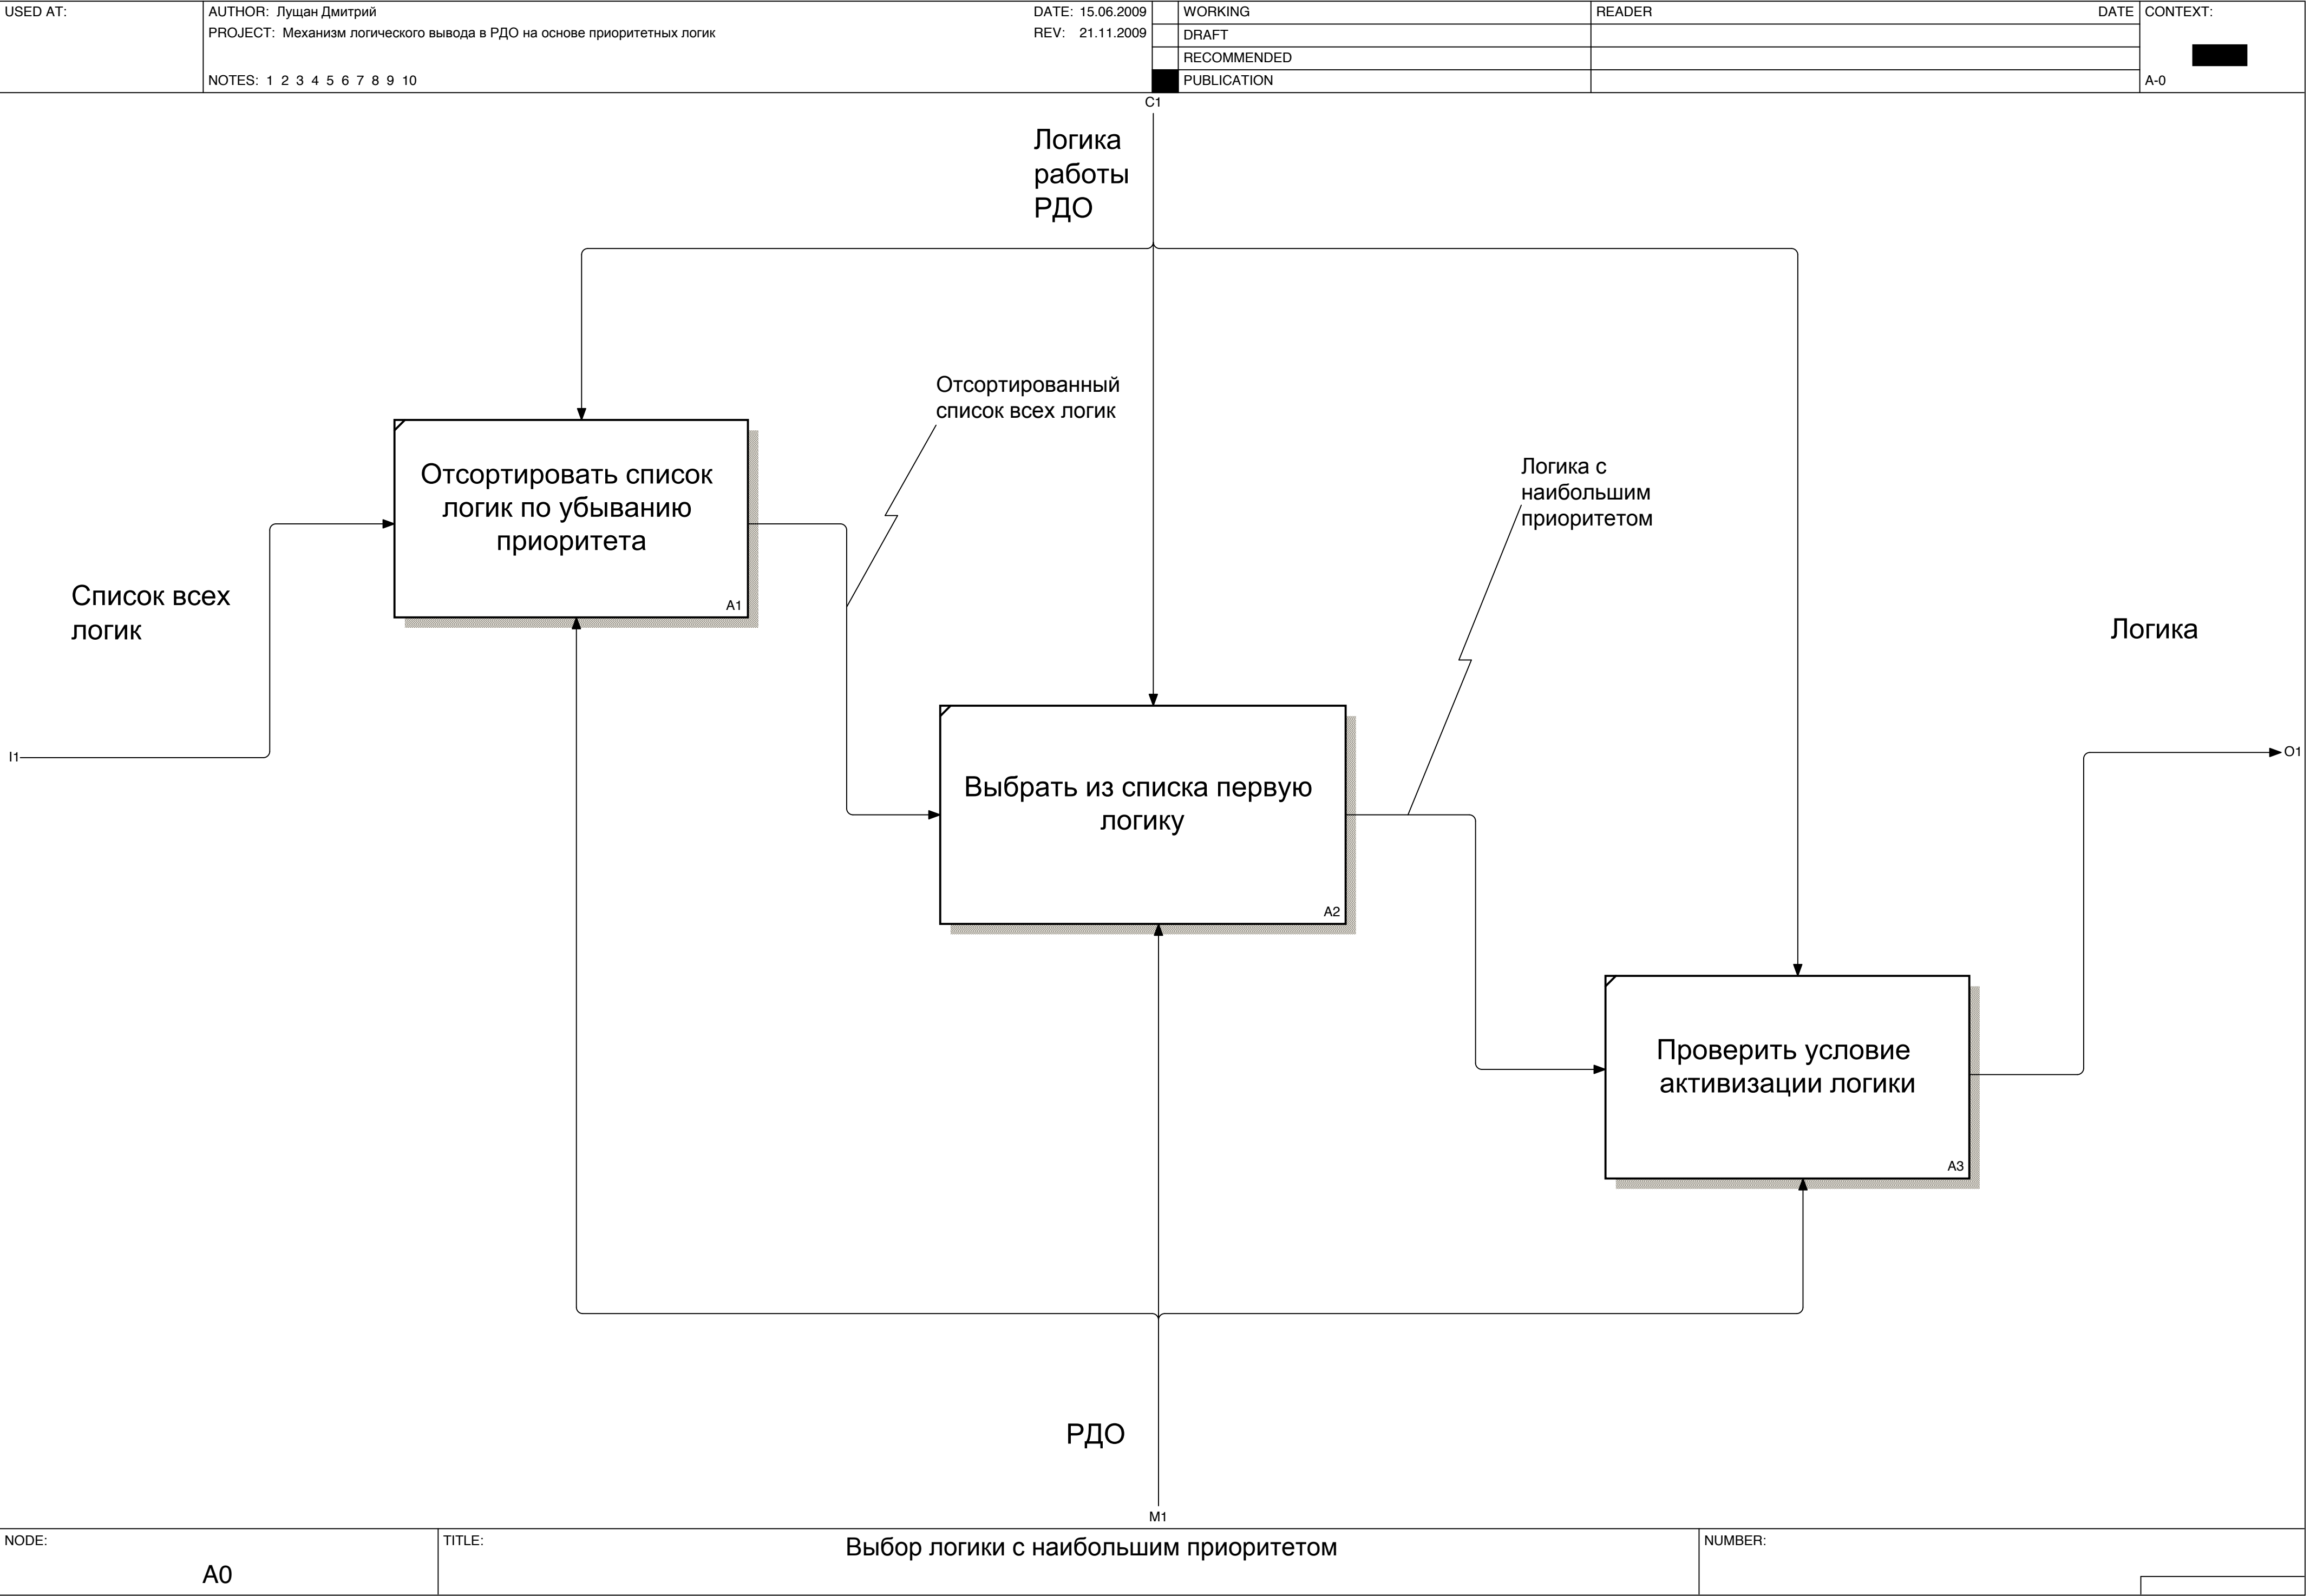 USED AT:
AUTHOR: Лущан Дмитрий
DATE: 15.06.2009
PROJECT: Механизм логического вывода в РДО на основе приоритетных логик
REV: 21.11.2009
NOTES: 1 2 3 4 5 6 7 8 9 10
WORKING
DRAFT
RECOMMENDED
PUBLICATION
READER
DATE
CONTEXT:
A-0
C1
Логика
работы
РДО
Отсортированный
список всех логик
Отсортировать список
логик по убыванию
приоритета
A1
Логика с
наибольшим
приоритетом
Список всех
логик
Логика
I1
O1
Выбрать из списка первую
логику
A2
Проверить условие
активизации логики
A3
РДО
M1
NODE:
A0
TITLE:
Выбор логики с наибольшим приоритетом
NUMBER: